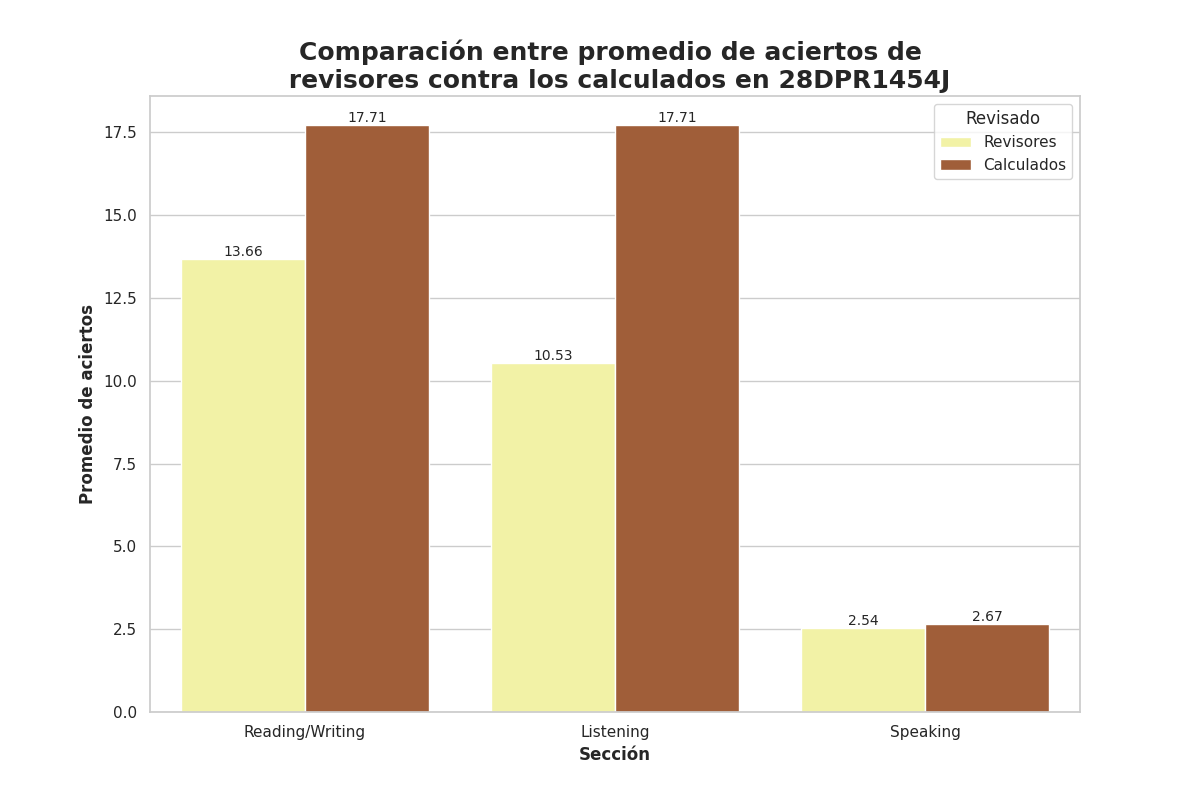 Comparación entre promedio de aciertos de
revisores contra los calculados en 28DPR1454J
Revisado
Revisores
Calculados
Promedio de aciertos
17.5
15.0
12.5
10.0
7.5
5.0
2.5
0.0
13.66
17.71
10.53
17.71
2.54
2.67
Reading/Writing
Listening
Speaking
Sección